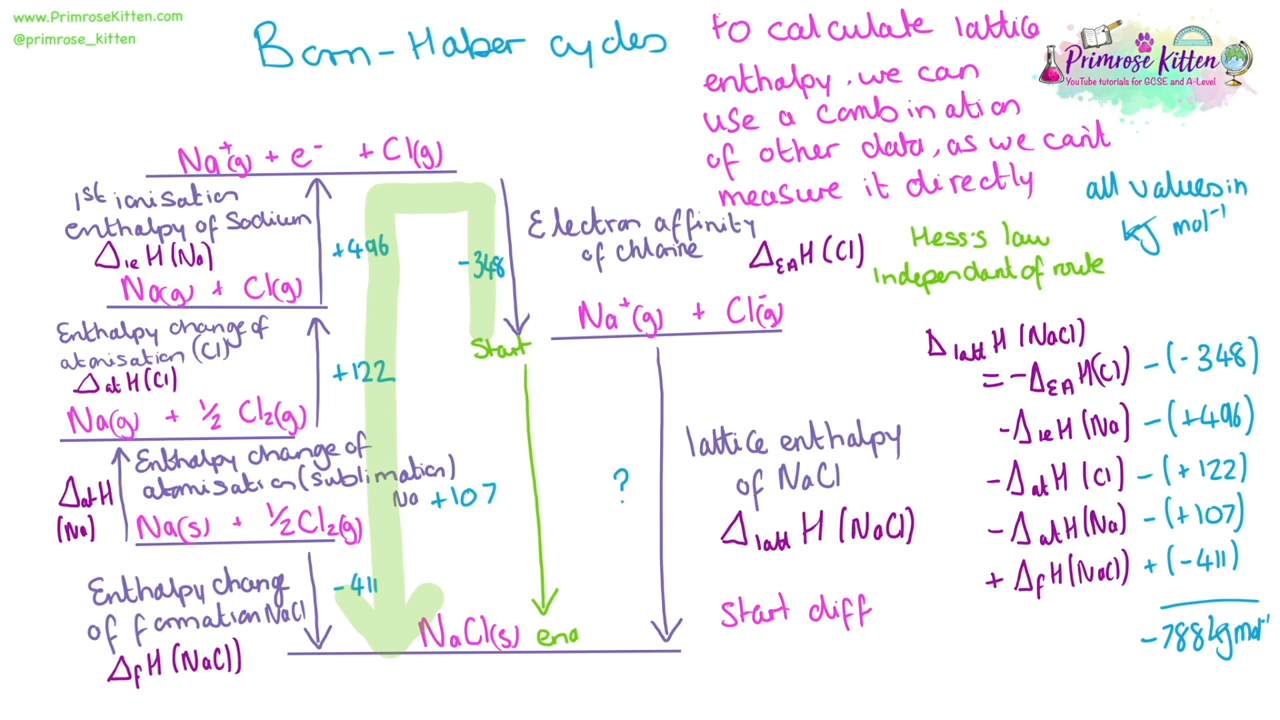 www.PrimroseKitten.com
@primrose_kitten
Born-Haber cycles
to calculate lattice
enthalpy, we can
use a combination
of other data, as we can't
measure it directly
Primrose Kitten
YouTube tutorials for GCSE and A-Level
all values in
kJ mol⁻¹
Hess's law
Independant of route
Na⁺(g) + e⁻ + Cl(g)
1st ionisation
enthalpy of Sodium
ΔieH(Na)
+496
Na(g) + Cl(g)
-348
Electron affinity
of chlorine
ΔEAH(Cl)
Na⁺(g) + Cl⁻(g)
Enthalpy change of
atomisation (Cl)
ΔatH(Cl)
+122
Na(g) + ½ Cl₂(g)
Start
Enthalpy change of
atomisation (sublimation)
Na +107
ΔatH
(Na)
Na(s) + ½Cl₂(g)
Enthalpy change
of formation NaCl
ΔfH(NaCl)
-411
NaCl(s) end
?
lattice enthalpy
of NaCl
ΔlattH(NaCl)
Start diff
ΔlattH(NaCl)
= -ΔEAH(Cl) -(-348)
-ΔieH(Na) -(+496)
-ΔatH(Cl) -(+122)
-ΔatH(Na) -(+107)
+ΔfH(NaCl) +(-411)
-788kJmol⁻¹